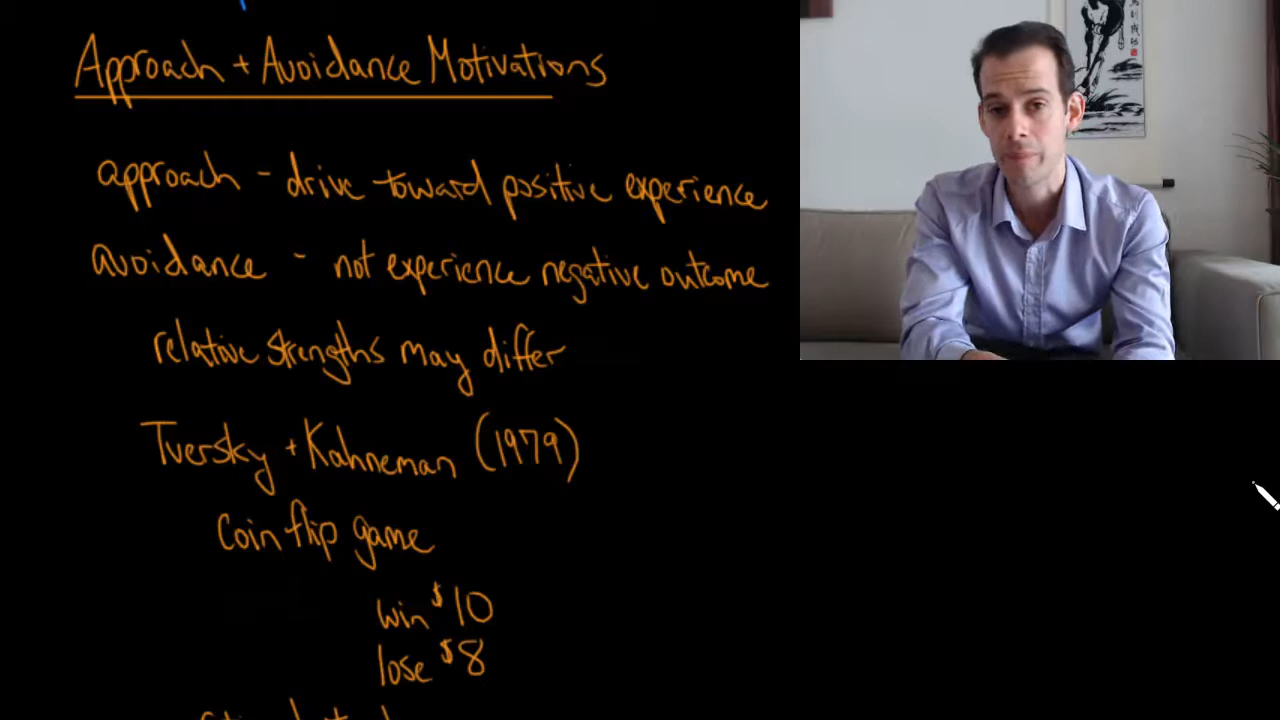 Approach + Avoidance Motivations
approach - drive toward positive experience
avoidance - not experience negative outcome
relative strengths may differ
Tversky + Kahneman (1979)
Coin flip game
win $10
lose $8